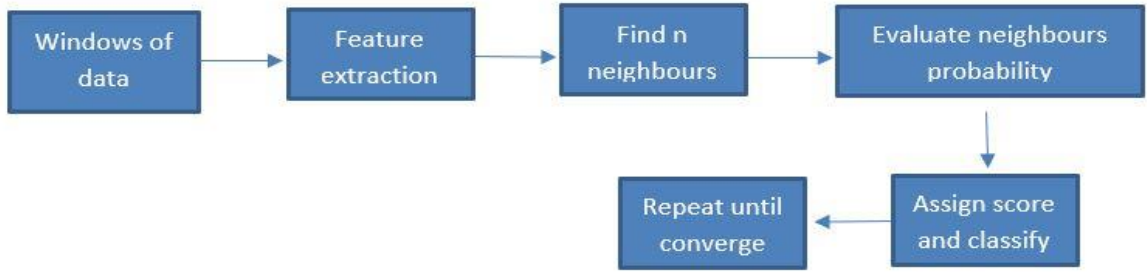 Windows of
data
Feature
extraction
Find n
neighbours
Evaluate neighbours
probability
Assign score
and classify
Repeat until
converge